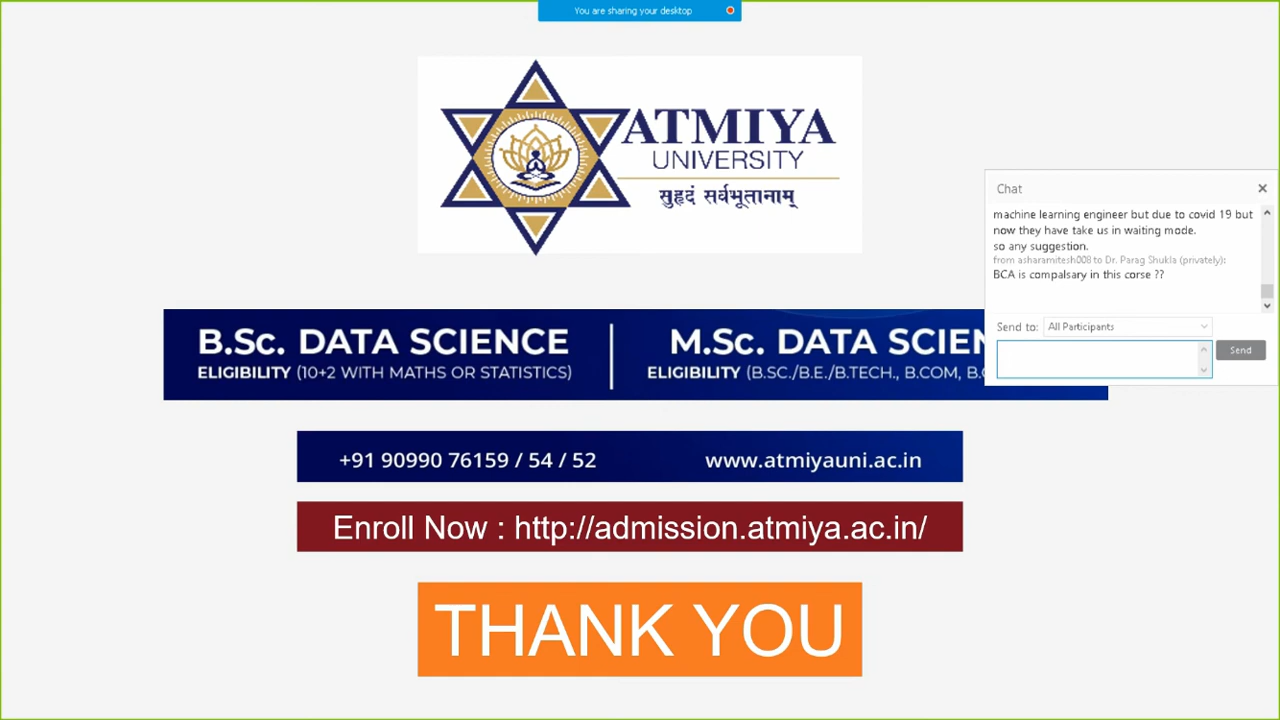 You are sharing your desktop
ATMIYA
UNIVERSITY
सुहृदं सर्वभूतानाम्
Chat
machine learning engineer but due to covid 19 but
now they have take us in waiting mode.
so any suggestion.
from asharamitesh008 to Dr. Parag Shukla (privately):
BCA is compalsary in this corse ??
Send to: All Participants
Send
B.Sc. DATA SCIENCE
ELIGIBILITY (10+2 WITH MATHS OR STATISTICS)
M.Sc. DATA SCIEN
ELIGIBILITY (B.SC./B.E./B.TECH., B.COM, B.
+91 90990 76159 / 54 / 52
www.atmiyauni.ac.in
Enroll Now : http://admission.atmiya.ac.in/
THANK YOU